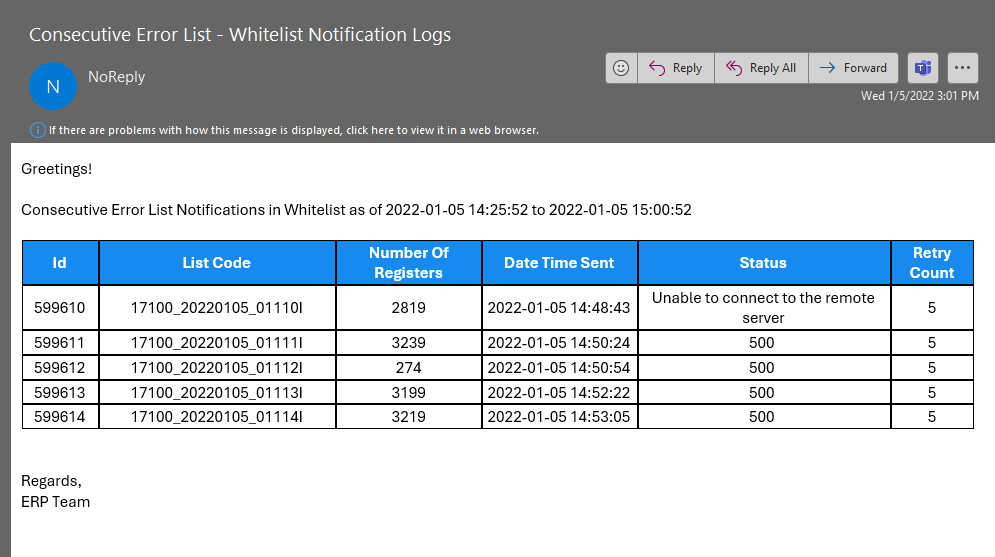 Consecutive Error List - Whitelist Notification Logs
N
NoReply
Reply
Reply All
Forward
Wed 1/5/2022 3:01 PM
If there are problems with how this message is displayed, click here to view it in a web browser.
Greetings!
Consecutive Error List Notifications in Whitelist as of 2022-01-05 14:25:52 to 2022-01-05 15:00:52
Id List Code Number Of Registers Date Time Sent Status Retry Count
599610 17100_20220105_01110I 2819 2022-01-05 14:48:43 Unable to connect to the remote server 5
599611 17100_20220105_01111I 3239 2022-01-05 14:50:24 500 5
599612 17100_20220105_01112I 274 2022-01-05 14:50:54 500 5
599613 17100_20220105_01113I 3199 2022-01-05 14:52:22 500 5
599614 17100_20220105_01114I 3219 2022-01-05 14:53:05 500 5
Regards,
ERP Team